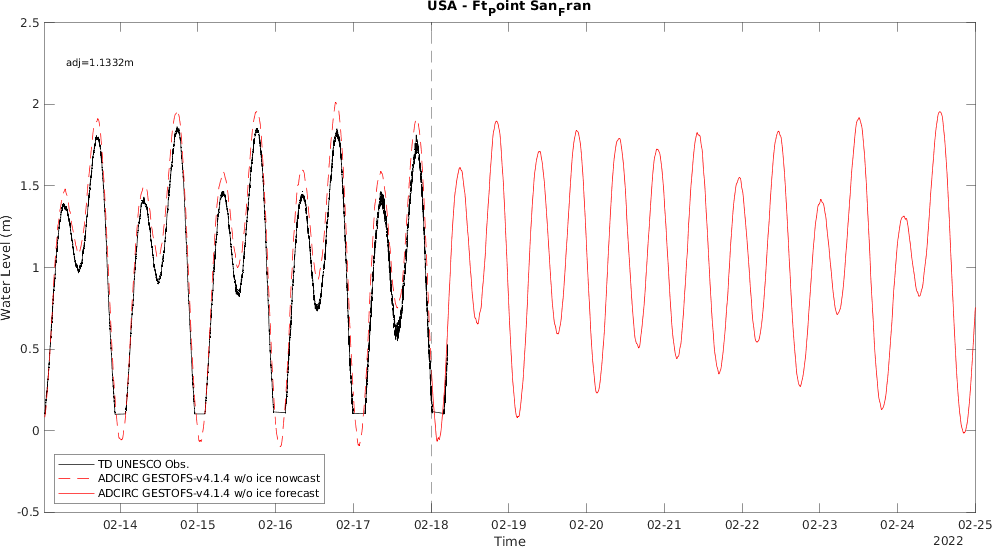 USA - Ft_Point San_Fran
2.5
adj=1.1332m
2
1.5
1
0.5
0
-0.5
Water Level (m)
TD UNESCO Obs.
ADCIRC GESTOFS-v4.1.4 w/o ice nowcast
ADCIRC GESTOFS-v4.1.4 w/o ice forecast
02-14 02-15 02-16 02-17 02-18 02-19 02-20 02-21 02-22 02-23 02-24 02-25
Time
2022